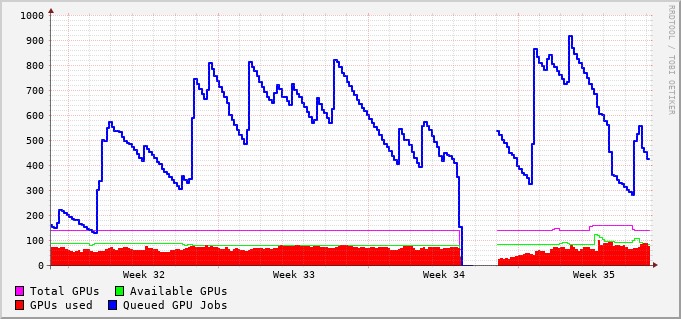 1000
900
800
700
600
500
400
300
200
100
0
Week 32 Week 33 Week 34 Week 35
Total GPUs Available GPUs
GPUs used Queued GPU Jobs
RRDTOOL / TOBI OETIKER